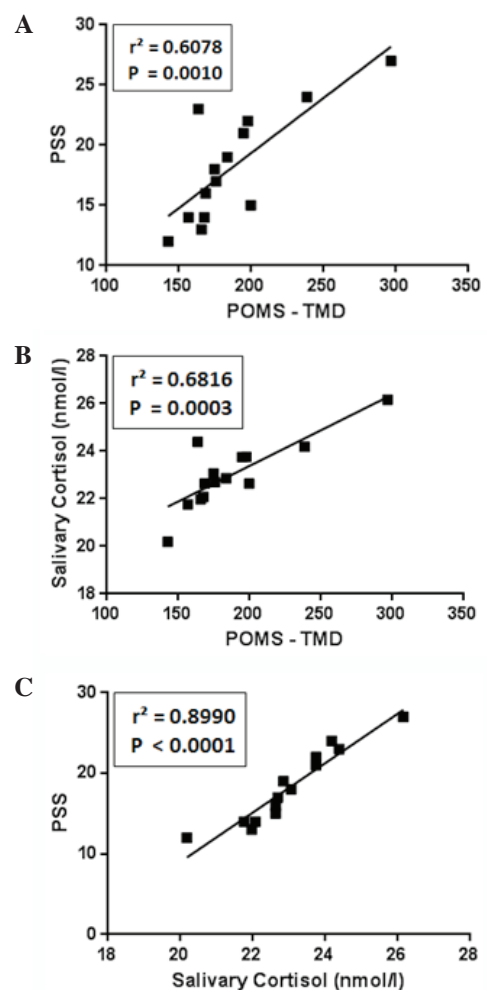 A
r² = 0.6078
P = 0.0010
PSS
30
25
20
15
10
100 150 200 250 300 350
POMS - TMD
B
r² = 0.6816
P = 0.0003
Salivary Cortisol (nmol/l)
28
26
24
22
20
18
100 150 200 250 300 350
POMS - TMD
C
r² = 0.8990
P < 0.0001
PSS
30
20
10
0
18 20 22 24 26 28
Salivary Cortisol (nmol/l)